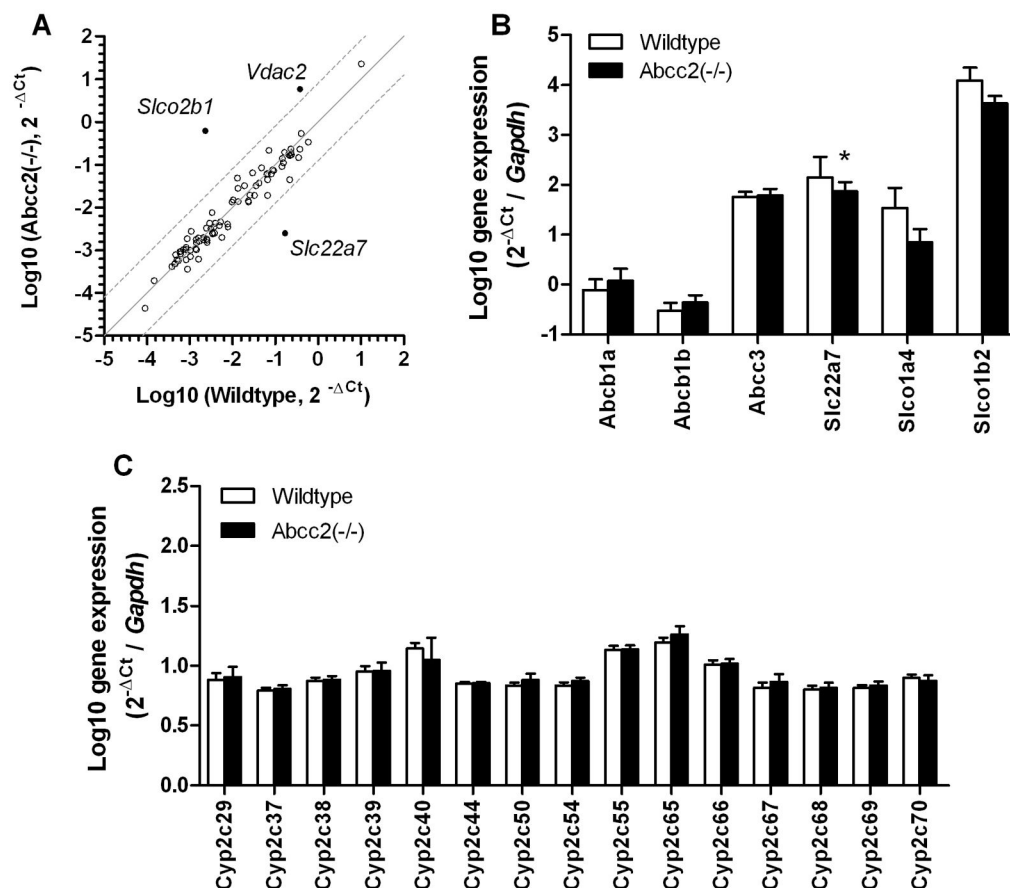 A
Log10 (Abcc2(-/-), 2 -ΔCt)
2
1
0
-1
-2
-3
-4
-5
Vdac2
Slco2b1
Slc22a7
-5 -4 -3 -2 -1 0 1 2
Log10 (Wildtype, 2 -ΔCt)
B
Wildtype
Abcc2(-/-)
Log10 gene expression
(2-ΔCt / Gapdh)
5
4
3
2
1
0
-1
*
Abcb1a
Abcb1b
Abcc3
Slc22a7
Slco1a4
Slco1b2
C
Wildtype
Abcc2(-/-)
Log10 gene expression
(2-ΔCt / Gapdh)
2.5
2.0
1.5
1.0
0.5
0.0
Cyp2c29
Cyp2c37
Cyp2c38
Cyp2c39
Cyp2c40
Cyp2c44
Cyp2c50
Cyp2c54
Cyp2c55
Cyp2c65
Cyp2c66
Cyp2c67
Cyp2c68
Cyp2c69
Cyp2c70